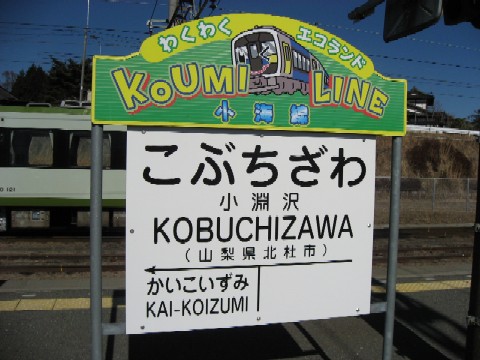 わくわく エコランド
KOUMI LINE
小海線
こぶちざわ
小淵沢
KOBUCHIZAWA
(山梨県北杜市)
かいこいずみ
KAI-KOIZUMI